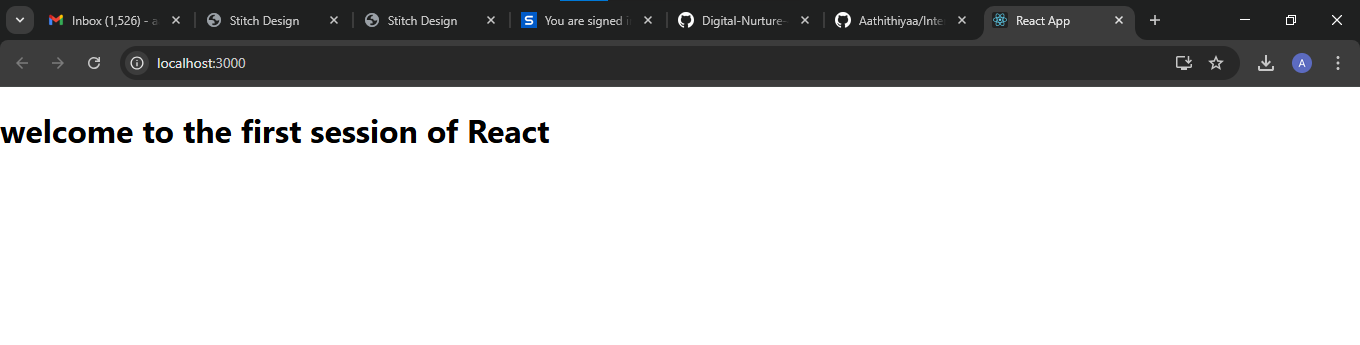 Inbox (1,526) - a
Stitch Design
Stitch Design
S
You are signed i
Digital-Nurture-
Aathithiyaa/Inte
React App
localhost:3000
A
welcome to the first session of React